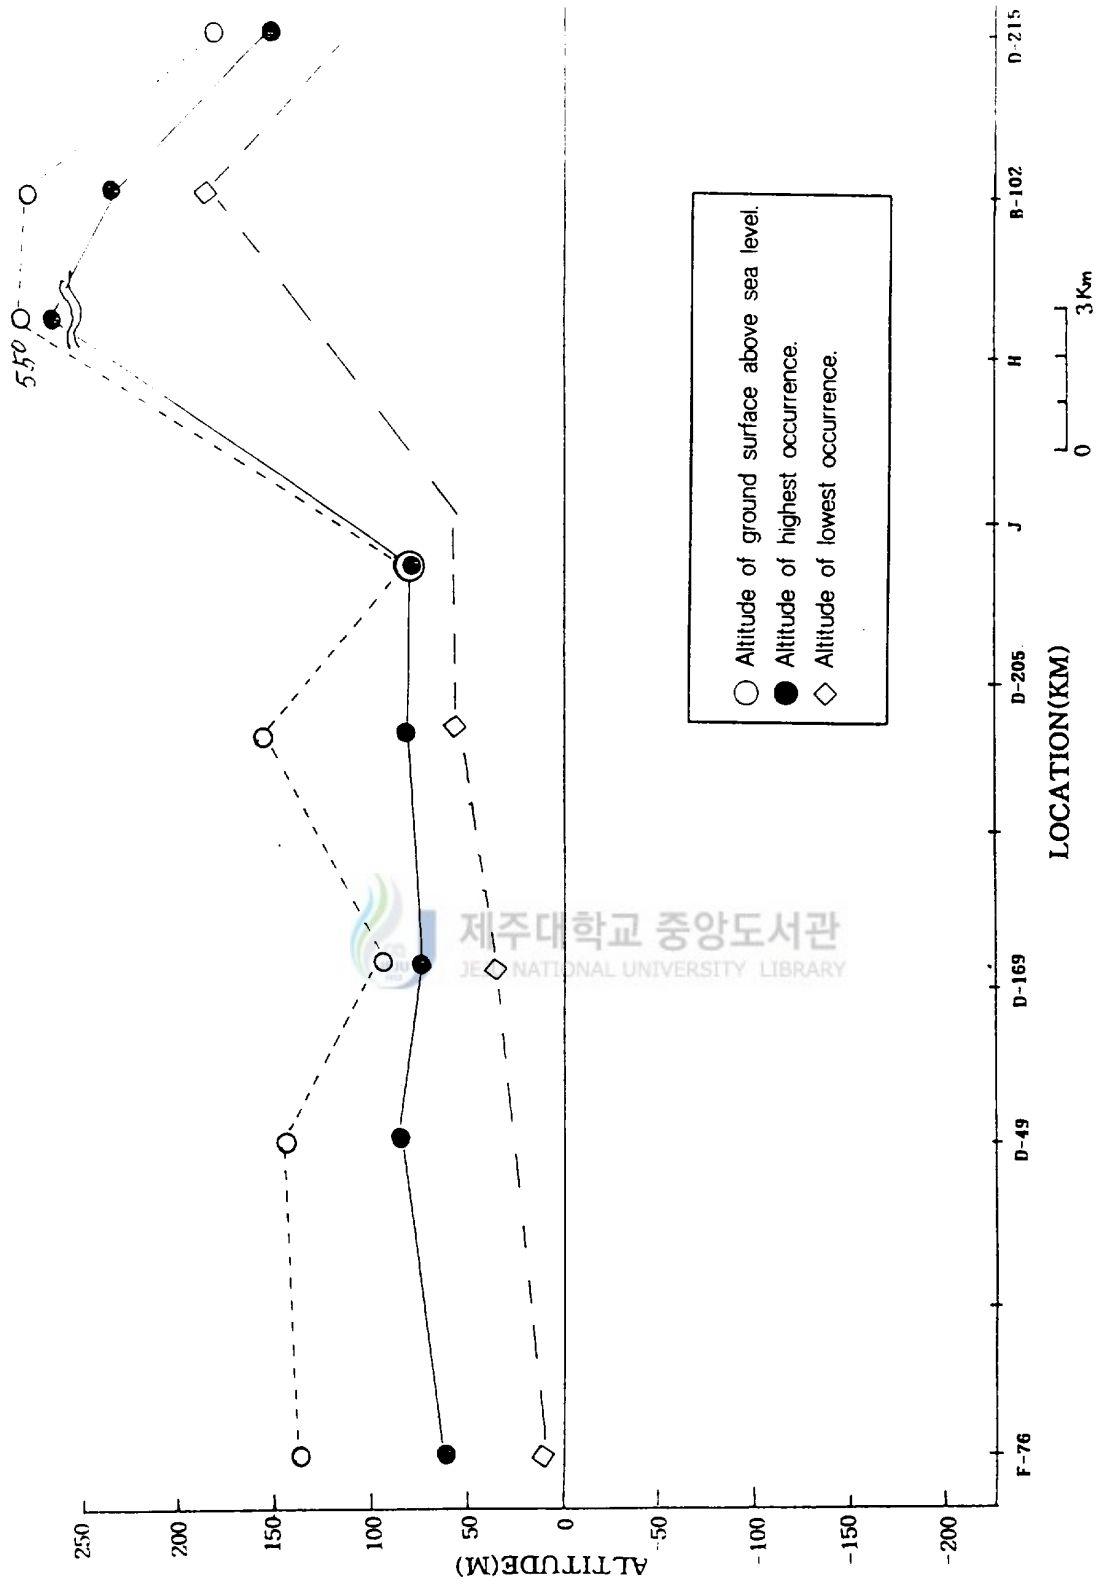 550
250
200
150
100
50
0
-50
-100
-150
-200
ALTITUDE(M)
F-76
D-49
D-169
D-205
J
H
B-102
D-215
LOCATION(KM)
0
3Km
Altitude of ground surface above sea level.
Altitude of highest occurrence.
Altitude of lowest occurrence.
제주대학교 중앙도서관
JEJU NATIONAL UNIVERSITY LIBRARY